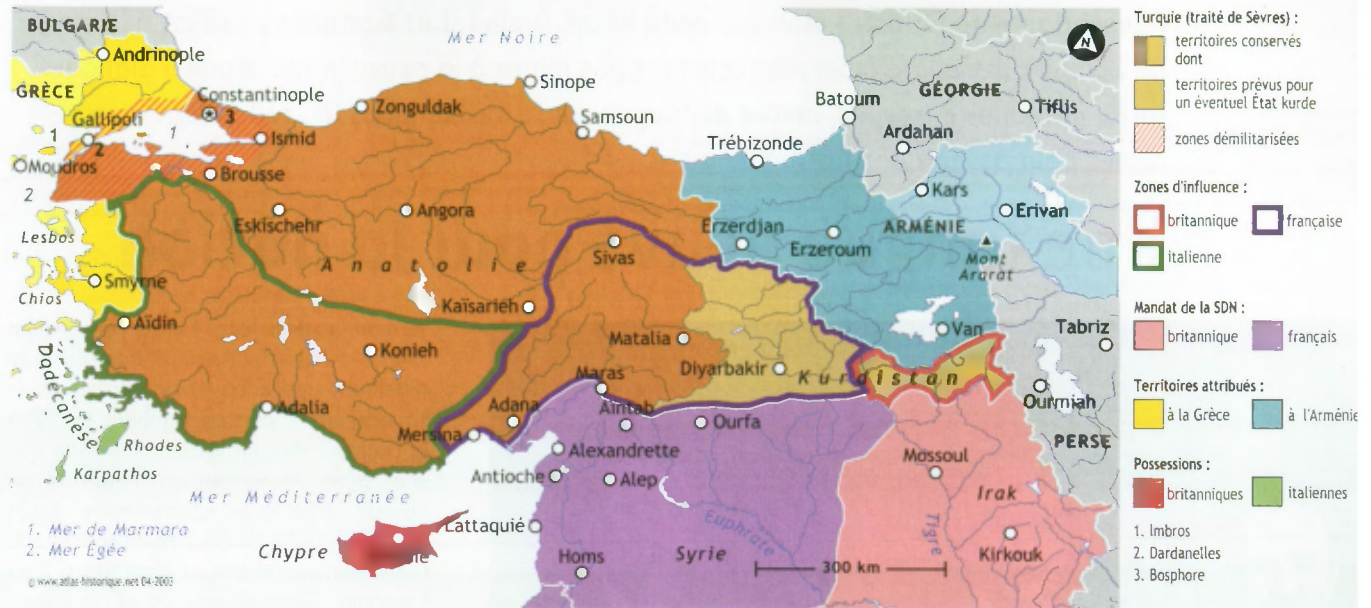 BULGARIE
Andrinople
GRÈCE
Gallipoli
Constantinople
1
2
3
1
2
Moudros
Ismid
Brousse
Mer Noire
Zonguldak
Sinope
Samsoun
Eskischehr
Angora
Anatolie
Kaïsarieh
Sivas
Lesbos
Smyrne
Chios
Aïdin
Konieh
Adalia
Dodécanèse
Rhodes
Karpathos
Mer Méditerranée
1. Mer de Marmara
2. Mer Égée
© www.atlas-historique.net 04-2003
Chypre
Mersina
Adana
Maras
Aïntab
Matalia
Diyarbakir
Kurdistan
Ourfa
Alexandrette
Antioche
Alep
Lattaquié
Homs
Syrie
Euphrate
300 km
Trébizonde
Batoum
GÉORGIE
Tiflis
Ardahan
Kars
Erivan
ARMÉNIE
Erzerdjan
Erzeroum
Mont
Ararat
Van
Tabriz
Ourmiah
PERSE
Mossoul
Irak
Tigre
Kirkouk
N
Turquie (traité de Sèvres) :
territoires conservés
dont
territoires prévus pour
un éventuel État kurde
zones démilitarisées
Zones d'influence :
britannique
française
italienne
Mandat de la SDN :
britannique
français
Territoires attribués :
à la Grèce
à l'Arménie
Possessions :
britanniques
italiennes
1. Imbros
2. Dardanelles
3. Bosphore